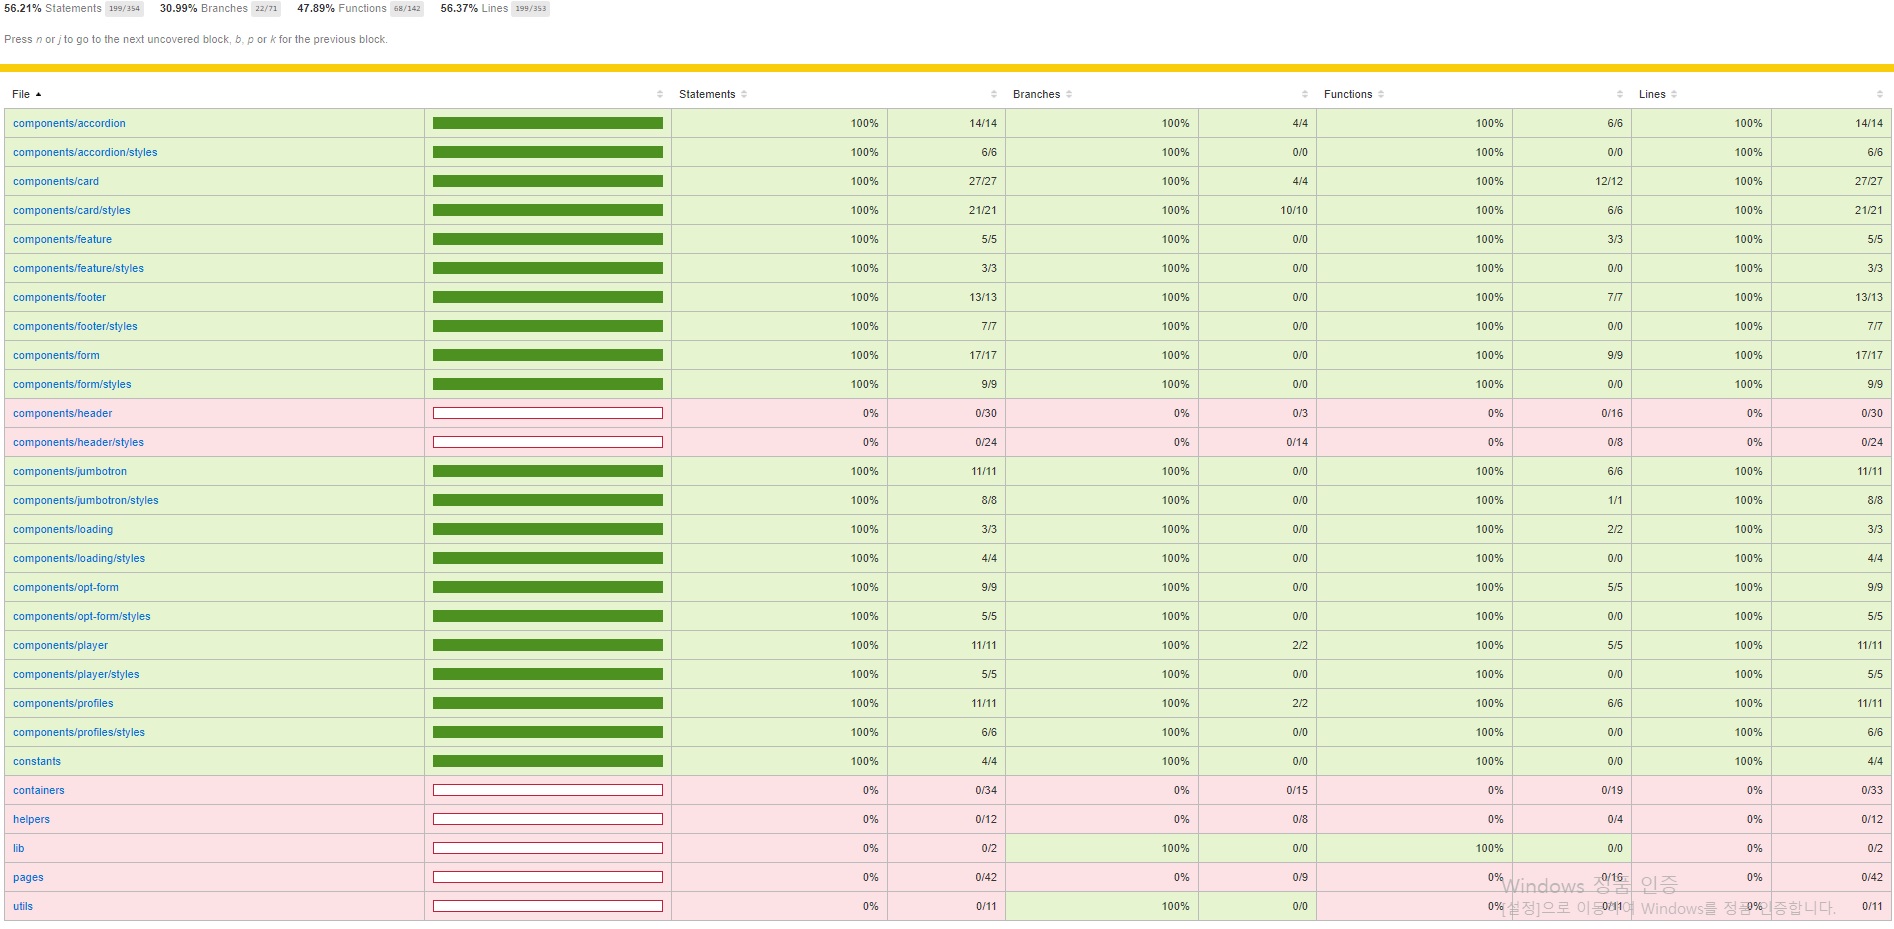 56.21% Statements 199/354 30.99% Branches 22/71 47.89% Functions 68/142 56.37% Lines 199/353
Press n or j to go to the next uncovered block, b, p or k for the previous block.
File Statements Branches Functions Lines
components/accordion 100% 14/14 100% 4/4 100% 6/6 100% 14/14
components/accordion/styles 100% 6/6 100% 0/0 100% 0/0 100% 6/6
components/card 100% 27/27 100% 4/4 100% 12/12 100% 27/27
components/card/styles 100% 21/21 100% 10/10 100% 6/6 100% 21/21
components/feature 100% 5/5 100% 0/0 100% 3/3 100% 5/5
components/feature/styles 100% 3/3 100% 0/0 100% 0/0 100% 3/3
components/footer 100% 13/13 100% 0/0 100% 7/7 100% 13/13
components/footer/styles 100% 7/7 100% 0/0 100% 0/0 100% 7/7
components/form 100% 17/17 100% 0/0 100% 9/9 100% 17/17
components/form/styles 100% 9/9 100% 0/0 100% 0/0 100% 9/9
components/header 0% 0/30 0% 0/3 0% 0/16 0% 0/30
components/header/styles 0% 0/24 0% 0/14 0% 0/8 0% 0/24
components/jumbotron 100% 11/11 100% 0/0 100% 6/6 100% 11/11
components/jumbotron/styles 100% 8/8 100% 0/0 100% 1/1 100% 8/8
components/loading 100% 3/3 100% 0/0 100% 2/2 100% 3/3
components/loading/styles 100% 4/4 100% 0/0 100% 0/0 100% 4/4
components/opt-form 100% 9/9 100% 0/0 100% 5/5 100% 9/9
components/opt-form/styles 100% 5/5 100% 0/0 100% 0/0 100% 5/5
components/player 100% 11/11 100% 2/2 100% 5/5 100% 11/11
components/player/styles 100% 5/5 100% 0/0 100% 0/0 100% 5/5
components/profiles 100% 11/11 100% 2/2 100% 6/6 100% 11/11
components/profiles/styles 100% 6/6 100% 0/0 100% 0/0 100% 6/6
constants 100% 4/4 100% 0/0 100% 0/0 100% 4/4
containers 0% 0/34 0% 0/15 0% 0/19 0% 0/33
helpers 0% 0/12 0% 0/8 0% 0/4 0% 0/12
lib 0% 0/2 100% 0/0 100% 0/0 0% 0/2
pages 0% 0/42 0% 0/9 0% 0/16 0% 0/42
utils 0% 0/11 100% 0/0 0% 0/11 0% 0/11
Windows 정품 인증
[설정]으로 이동하여 Windows를 정품 인증합니다.